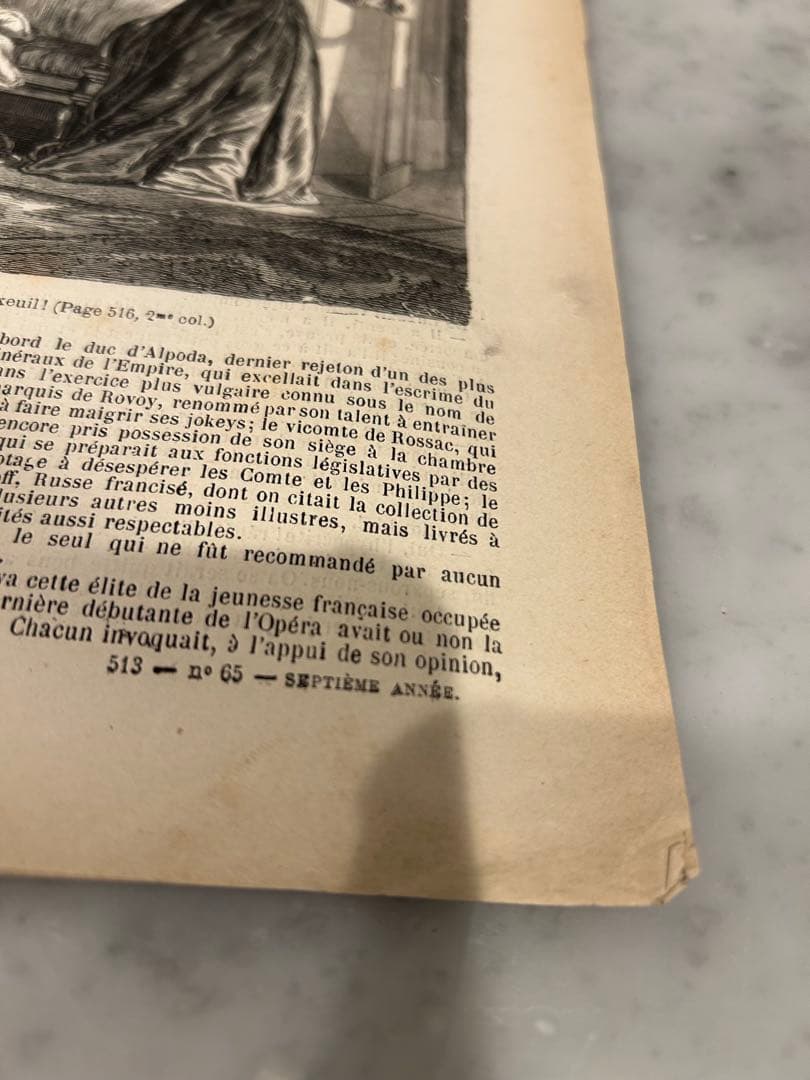 xeuil! (Page 516, 2me col.)
bord le duc d'Alpoda, dernier rejeton d'un des plus
néraux de l'Empire, qui excellait dans l'escrime du
ans l'exercice plus vulgaire connu sous le nom de
arquis de Rovoy, renommé par son talent à entraîner
à faire maigrir ses jokeys; le vicomte de Rossac, qui
encore pris possession de son siège à la chambre
qui se préparait aux fonctions législatives par des
otage à désespérer les Comte et les Philippe; le
off, Russe francisé, dont on citait la collection de
lusieurs autres moins illustres, mais livrés à
ités aussi respectables.
le seul qui ne fût recommandé par aucun
va cette élite de la jeunesse française occupée
rnière débutante de l'Opéra avait ou non la
Chacun invoquait, à l'appui de son opinion,
513 — no 65 — SEPTIÈME ANNÉE.